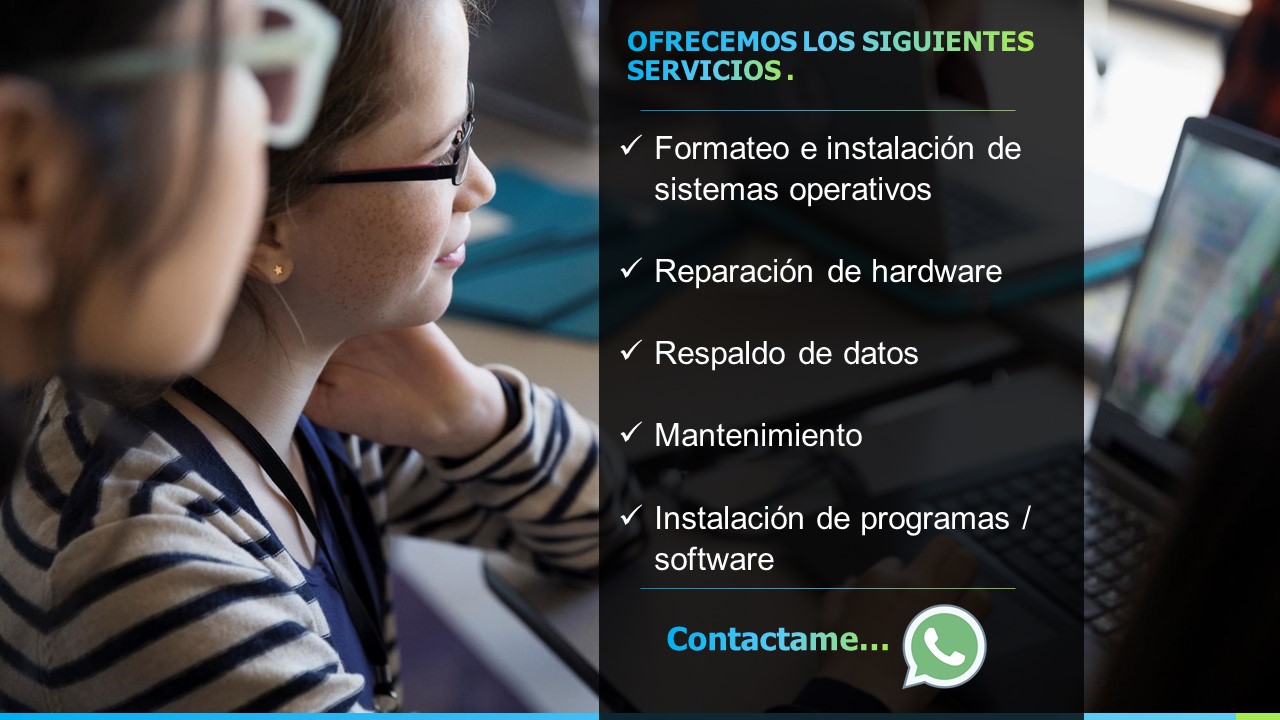 OFRECEMOS LOS SIGUIENTES
SERVICIOS .
✓ Formateo e instalación de
sistemas operativos
✓ Reparación de hardware
✓ Respaldo de datos
✓ Mantenimiento
✓ Instalación de programas /
software
Contactame...